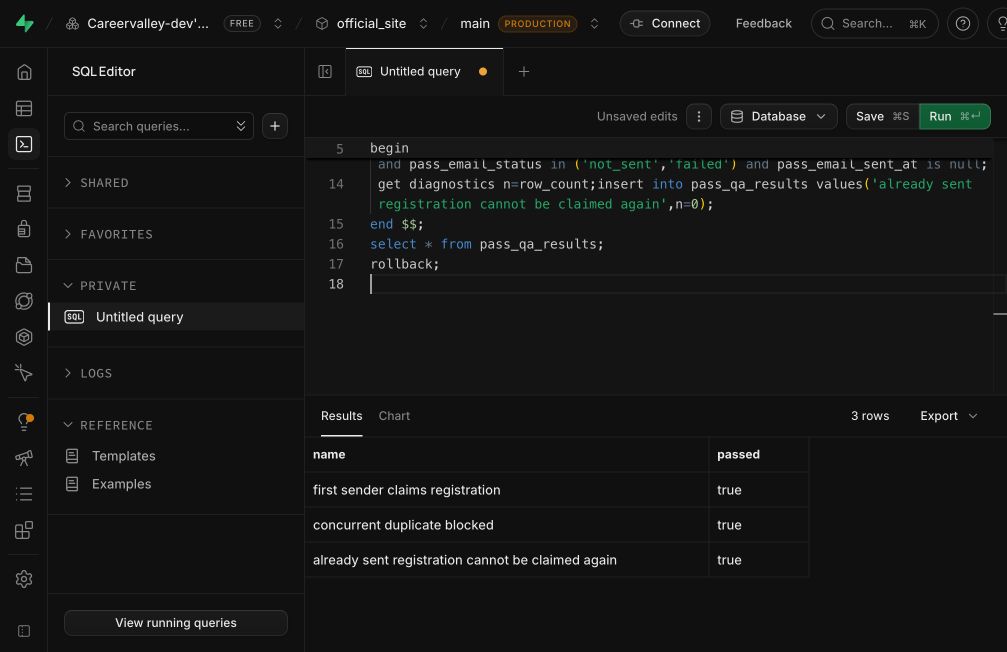 Careervalley-dev'... FREE official_site main PRODUCTION Connect Feedback Search... ⌘K
SQL Editor
SQL Untitled query
Search queries...
Unsaved edits Database Save ⌘S Run ⌘↵
SHARED
FAVORITES
PRIVATE
SQL Untitled query
LOGS
REFERENCE
Templates
Examples
View running queries
5 begin
and pass_email_status in ('not_sent','failed') and pass_email_sent_at is null;
14 get diagnostics n=row_count;insert into pass_qa_results values('already sent
registration cannot be claimed again',n=0);
15 end $$;
16 select * from pass_qa_results;
17 rollback;
18
Results Chart 3 rows Export
name passed
first sender claims registration true
concurrent duplicate blocked true
already sent registration cannot be claimed again true